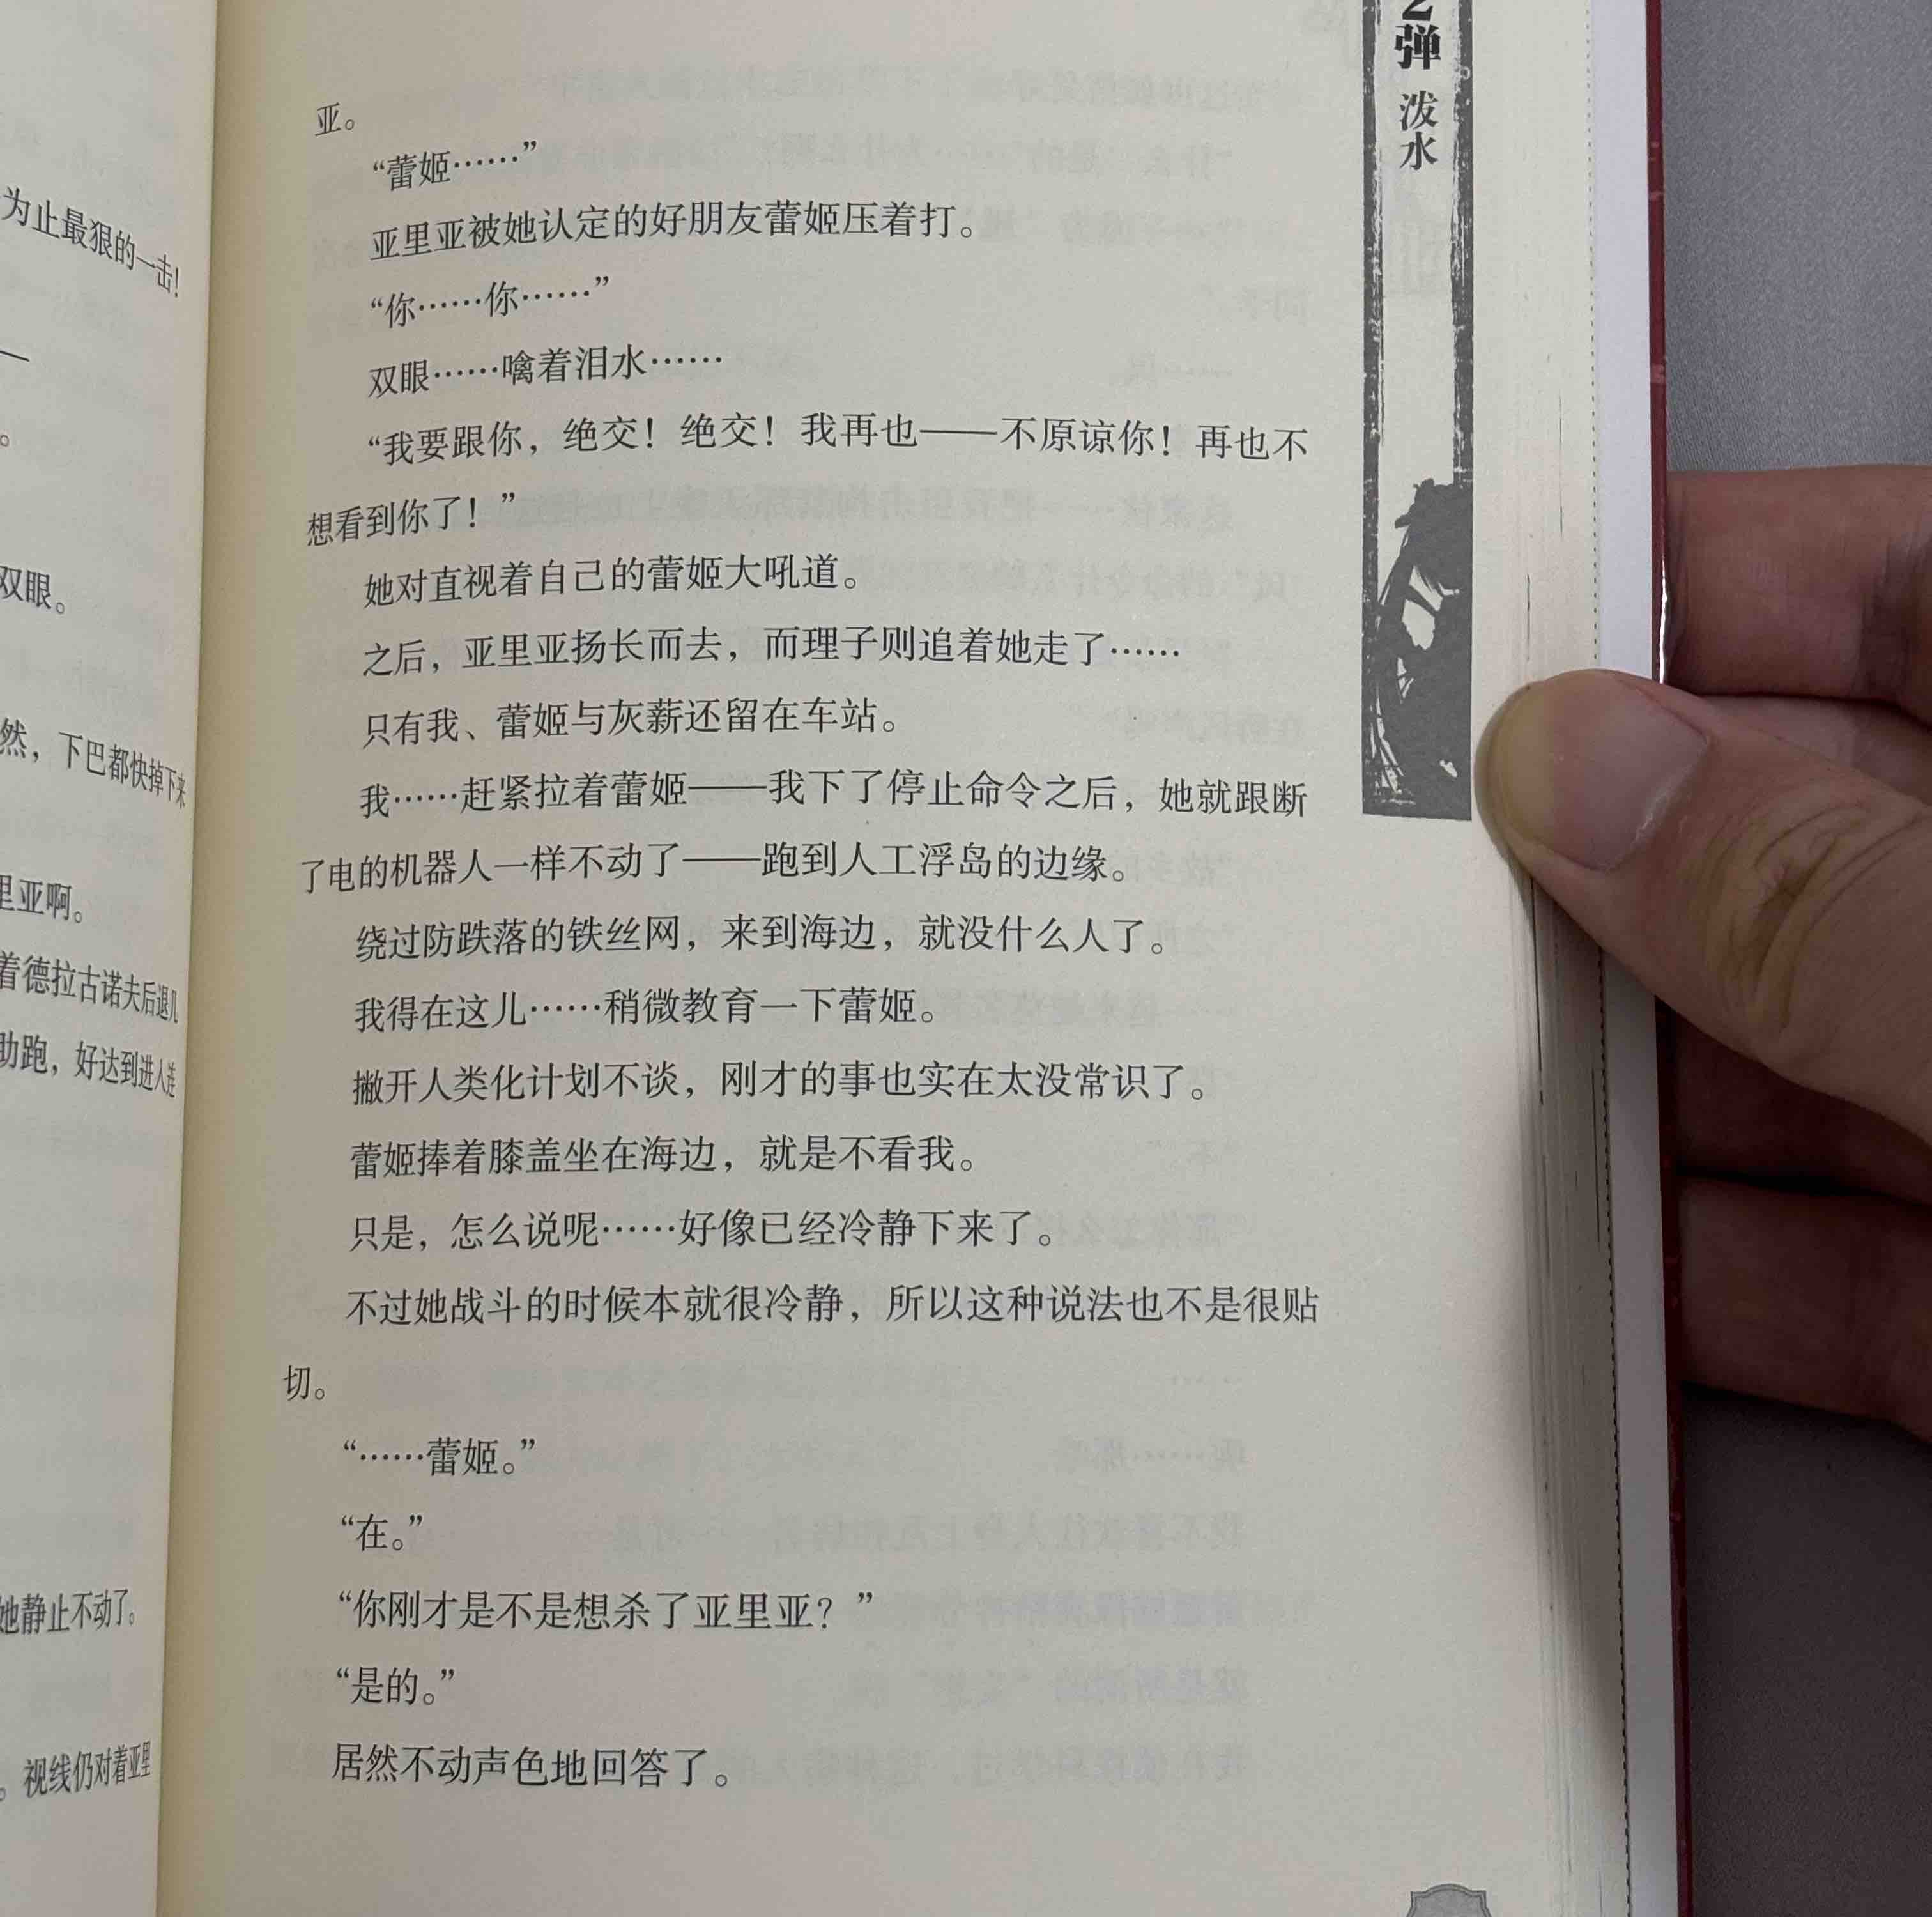 为止最狠的一击！
——
。
双眼。
然，下巴都快掉下来
里亚啊。
着德拉古诺夫后退几
助跑，好达到进入连
她静止不动了。
。视线仍对着亚里
2弹 泼水
亚。
“蕾姬……”
亚里亚被她认定的好朋友蕾姬压着打。
“你……你……”
双眼……噙着泪水……
“我要跟你，绝交！绝交！我再也——不原谅你！再也不
想看到你了！”
她对直视着自己的蕾姬大吼道。
之后，亚里亚扬长而去，而理子则追着她走了……
只有我、蕾姬与灰薪还留在车站。
我……赶紧拉着蕾姬——我下了停止命令之后，她就跟断
了电的机器人一样不动了——跑到人工浮岛的边缘。
绕过防跌落的铁丝网，来到海边，就没什么人了。
我得在这儿……稍微教育一下蕾姬。
撇开人类化计划不谈，刚才的事也实在太没常识了。
蕾姬捧着膝盖坐在海边，就是不看我。
只是，怎么说呢……好像已经冷静下来了。
不过她战斗的时候本就很冷静，所以这种说法也不是很贴
切。
“……蕾姬。”
“在。”
“你刚才是不是想杀了亚里亚？”
“是的。”
居然不动声色地回答了。